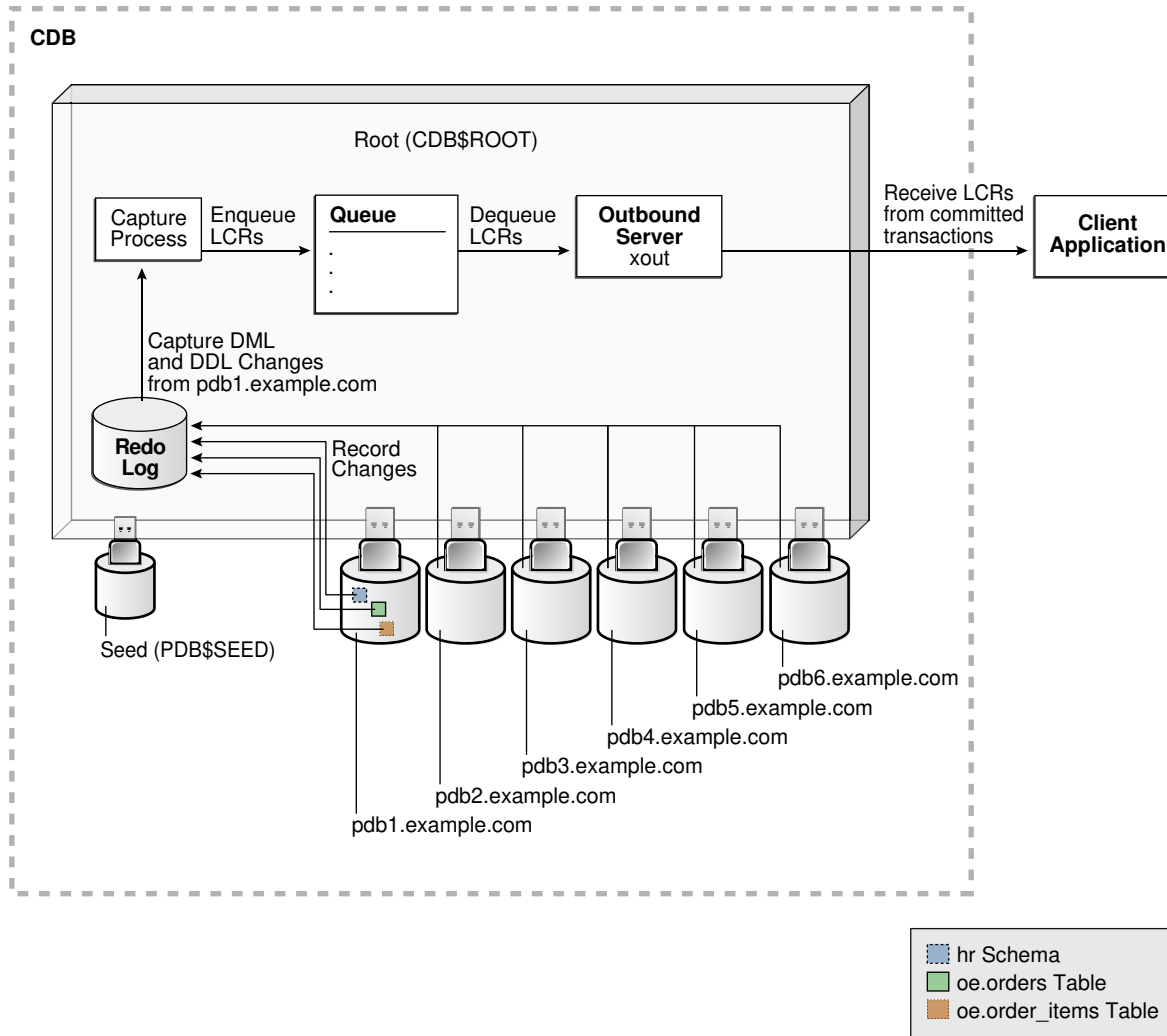 CDB
Root (CDB$ROOT)
Capture
Process
Enqueue
LCRs
Queue
.
.
.
Dequeue
LCRs
Outbound
Server
xout
Receive LCRs
from committed
transactions
Client
Application
Capture DML
and DDL Changes
from pdb1.example.com
Redo
Log
Record
Changes
Seed (PDB$SEED)
pdb6.example.com
pdb5.example.com
pdb4.example.com
pdb3.example.com
pdb2.example.com
pdb1.example.com
hr Schema
oe.orders Table
oe.order_items Table